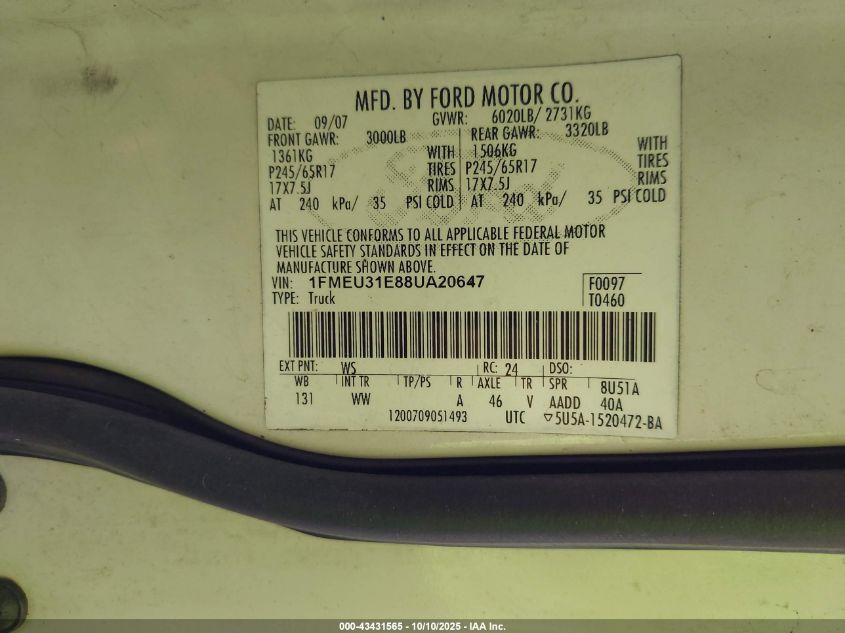 MFD. BY FORD MOTOR CO.
DATE: 09/07 GVWR: 6020LB/ 2731KG
FRONT GAWR: 3000LB REAR GAWR: 3320LB
1361KG WITH 1506KG WITH
P245/65R17 TIRES P245/65R17 TIRES
17X7.5J RIMS 17X7.5J RIMS
AT 240 kPa/ 35 PSI COLD AT 240 kPa/ 35 PSI COLD
THIS VEHICLE CONFORMS TO ALL APPLICABLE FEDERAL MOTOR
VEHICLE SAFETY STANDARDS IN EFFECT ON THE DATE OF
MANUFACTURE SHOWN ABOVE.
VIN: 1FMEU31E88UA20647 F0097
TYPE: Truck T0460
EXT PNT: WS RC: 24 DSO:
WB INT TR TP/PS R AXLE TR SPR 8U51A
131 WW A 46 V AADD 40A
1200709051493 UTC ▽5U5A-1520472-BA
000-43431565 - 10/10/2025 - IAA Inc.